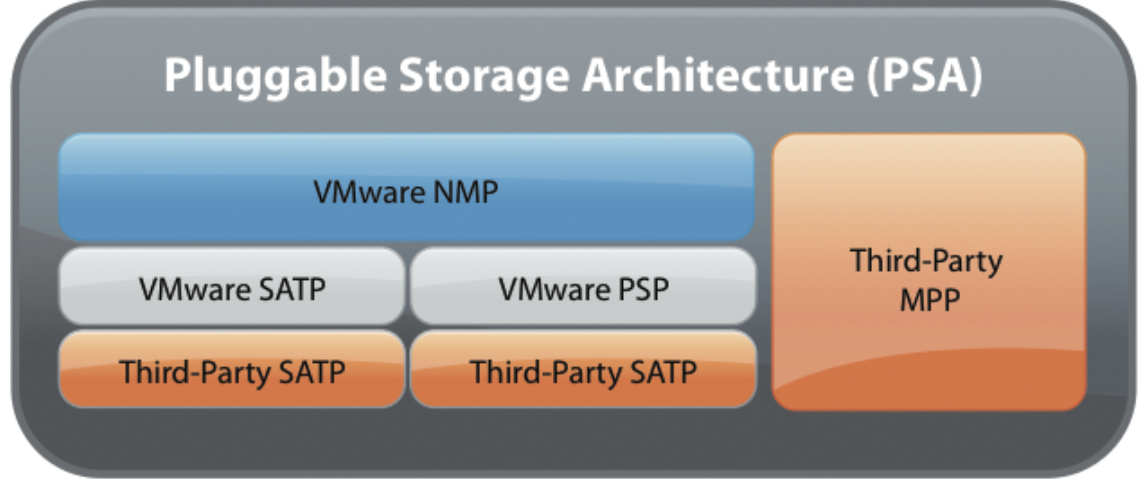 Pluggable Storage Architecture (PSA)
VMware NMP
VMware SATP
VMware PSP
Third-Party SATP
Third-Party SATP
Third-Party
MPP